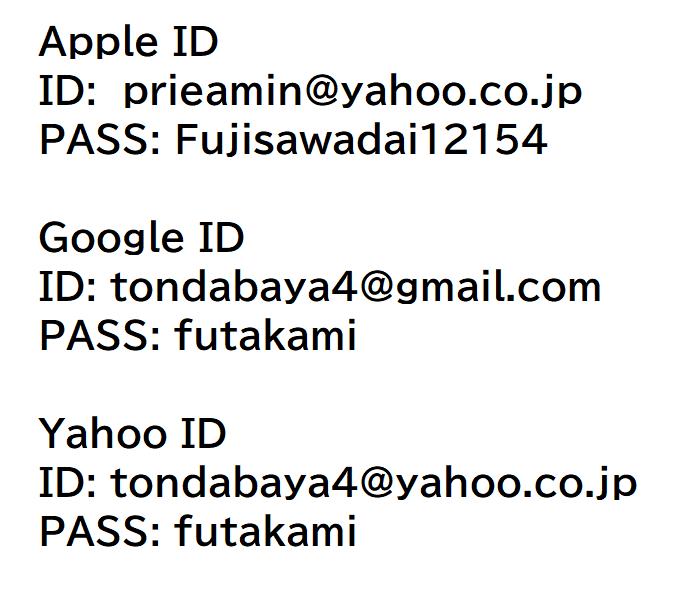 Apple ID
ID:  prieamin@yahoo.co.jp
PASS: Fujisawadai12154
Google ID
ID: tondabaya4@gmail.com
PASS: futakami
Yahoo ID
ID: tondabaya4@yahoo.co.jp
PASS: futakami